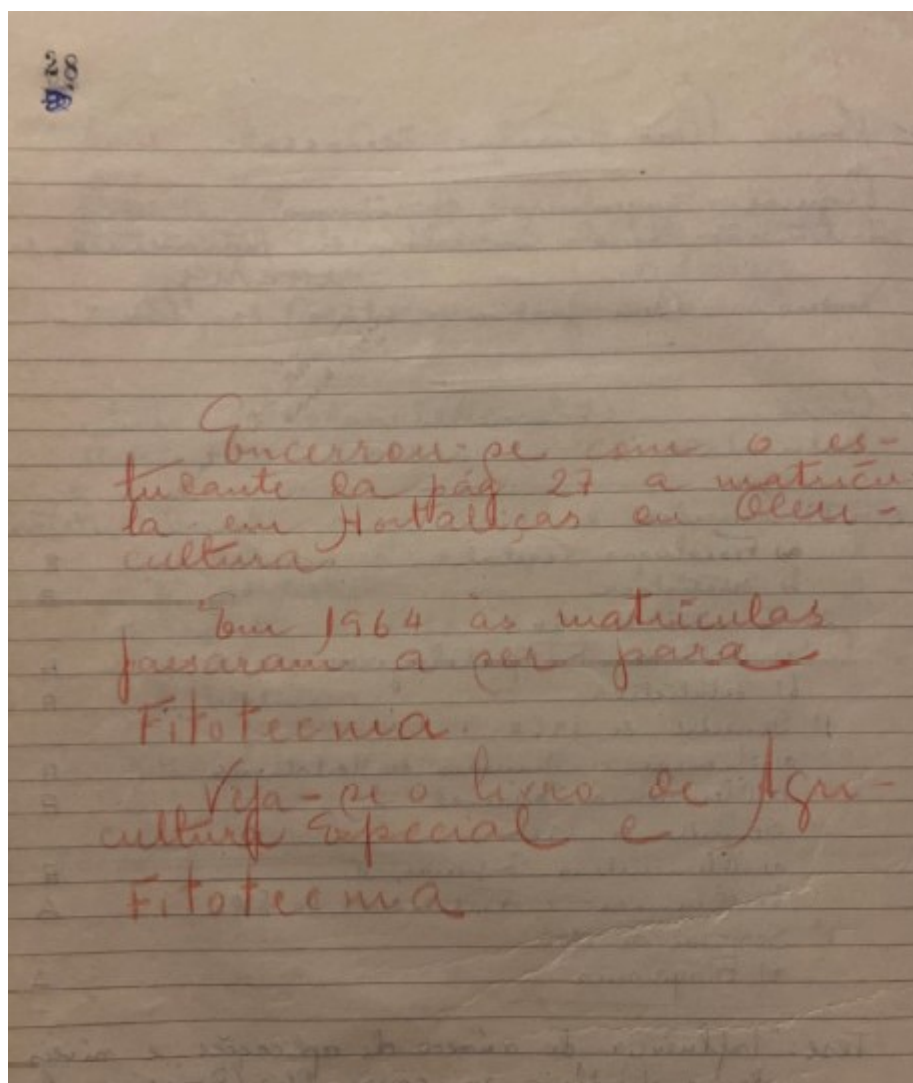 28
Encerrou-se com o es-
tudante da pág 27 a matrícu
la em Hortaliças ou Oleri-
cultura.
Em 1964 as matrículas
passaram a ser para
Fitotecnia.
Veja-se o livro de Agri-
cultura Especial e
Fitotecnia